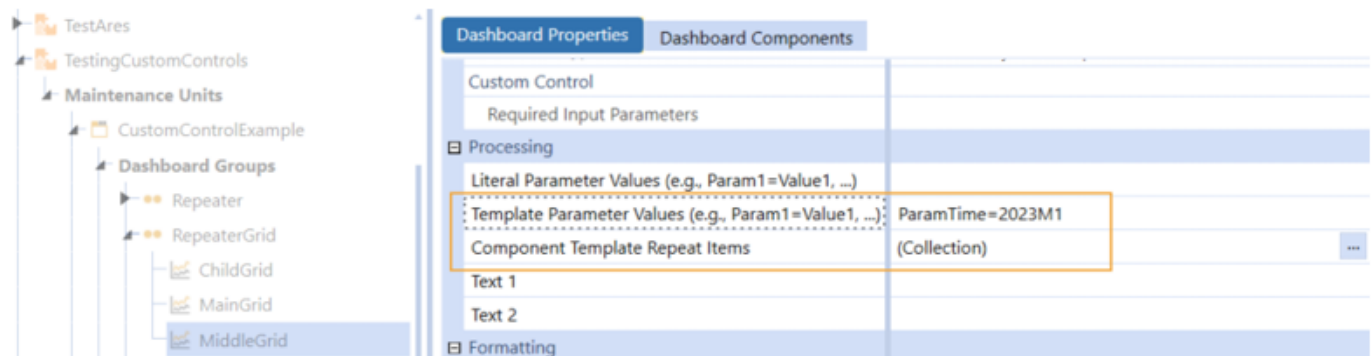 TestAres
TestingCustomControls
Maintenance Units
CustomControlExample
Dashboard Groups
Repeater
RepeaterGrid
ChildGrid
MainGrid
MiddleGrid
Dashboard Properties
Dashboard Components
Custom Control
Required Input Parameters
Processing
Literal Parameter Values (e.g., Param1=Value1, ...)
Template Parameter Values (e.g., Param1=Value1, ...) ParamTime=2023M1
Component Template Repeat Items (Collection) ...
Text 1
Text 2
Formatting